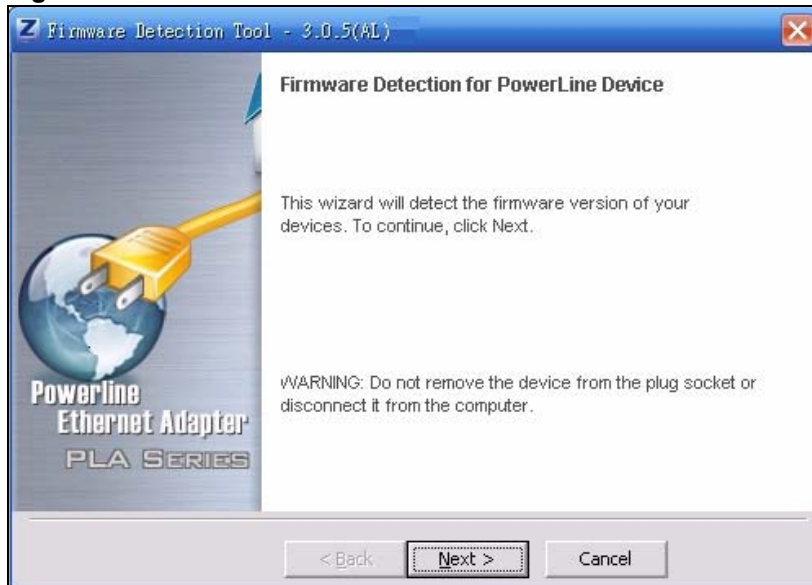 Z Firmware Detection Tool - 3.0.5(AL)
Firmware Detection for PowerLine Device
This wizard will detect the firmware version of your
devices. To continue, click Next.
WARNING: Do not remove the device from the plug socket or
disconnect it from the computer.
Powerline
Ethernet Adapter
PLA SERIES
< Back
Next >
Cancel